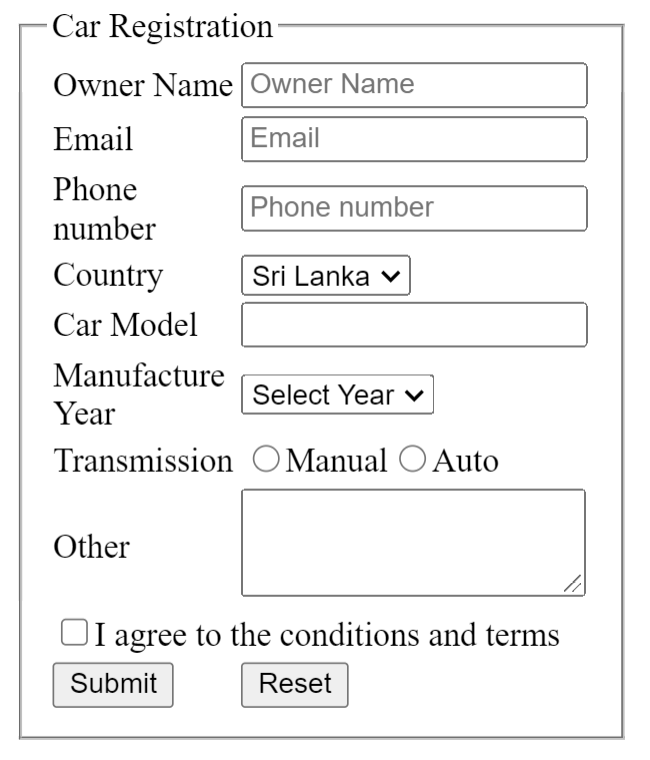 Car Registration
Owner Name Owner Name
Email Email
Phone
number
Phone number
Country Sri Lanka
Car Model
Manufacture
Year
Select Year
Transmission Manual Auto
Other
I agree to the conditions and terms
Submit Reset